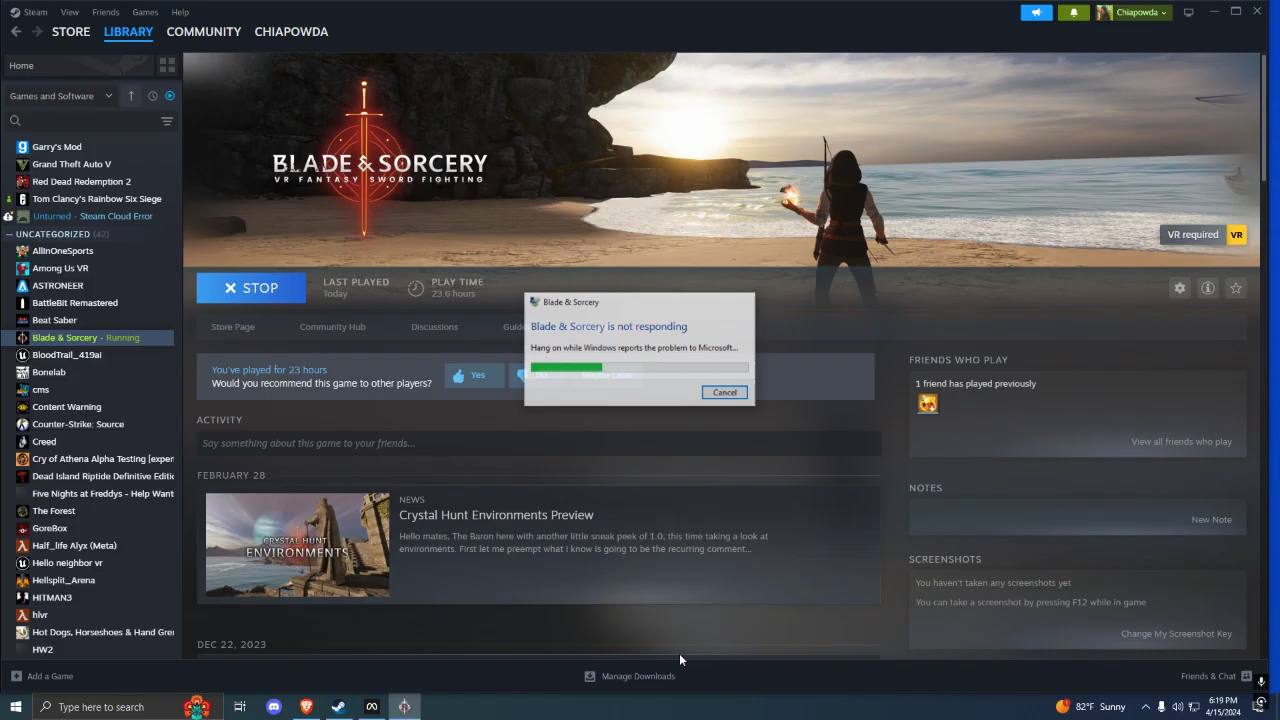 Steam View Friends Games Help
Chiapowda
STORE LIBRARY COMMUNITY CHIAPOWDA
Home
Games and Software
Garry's Mod
Grand Theft Auto V
Red Dead Redemption 2
Tom Clancy's Rainbow Six Siege
Unturned - Steam Cloud Error
— UNCATEGORIZED (42)
AllInOneSports
Among Us VR
ASTRONEER
BattleBit Remastered
Beat Saber
Blade & Sorcery - Running
BloodTrail_419ai
Bonelab
cms
Content Warning
Counter-Strike: Source
Creed
Cry of Athena Alpha Testing [exper
Dead Island Riptide Definitive Editic
Five Nights at Freddys - Help Want
The Forest
GoreBox
Half_life Alyx (Meta)
Hello neighbor vr
Hellsplit_Arena
HITMAN3
hlvr
Hot Dogs, Horseshoes & Hand Gren
HW2
Add a Game
BLADE & SORCERY
VR FANTASY SWORD FIGHTING
VR required VR
STOP
LAST PLAYED
Today
PLAY TIME
23.6 hours
Store Page Community Hub Discussions Guide
Blade & Sorcery
Blade & Sorcery is not responding
Hang on while Windows reports the problem to Microsoft...
Cancel
You've played for 23 hours
Would you recommend this game to other players?
Yes
No
Maybe Later
ACTIVITY
Say something about this game to your friends...
FEBRUARY 28
CRYSTAL HUNT
ENVIRONMENTS
NEWS
Crystal Hunt Environments Preview
Hello mates, The Baron here with another little sneak peek of 1.0, this time taking a look at
environments. First let me preempt what I know is going to be the recurring comment...
DEC 22, 2023
FRIENDS WHO PLAY
1 friend has played previously
View all friends who play
NOTES
New Note
SCREENSHOTS
You haven't taken any screenshots yet
You can take a screenshot by pressing F12 while in game
Change My Screenshot Key
Manage Downloads
Friends & Chat
Type here to search
82°F Sunny
6:19 PM
4/15/2024